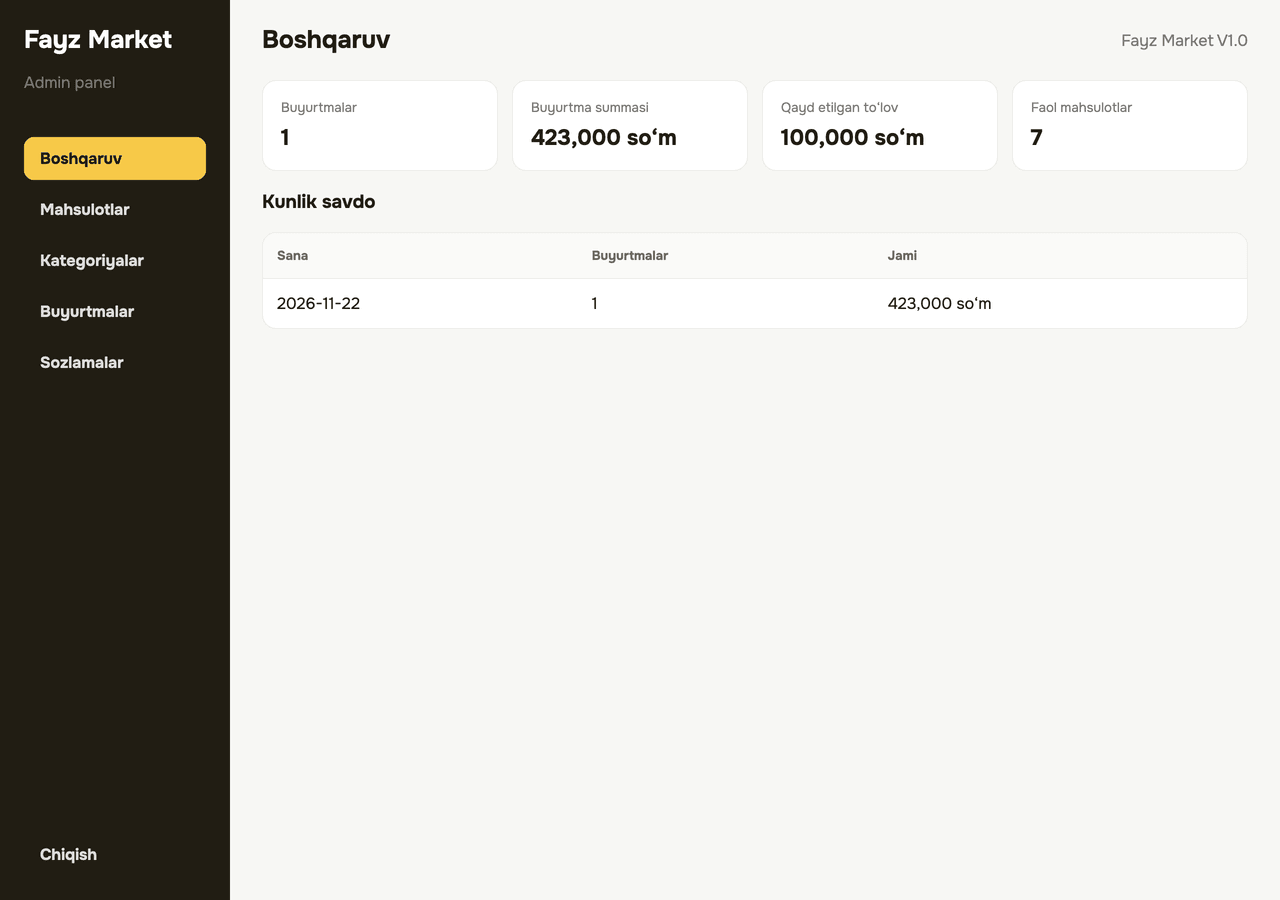 Fayz Market
Admin panel
Boshqaruv
Mahsulotlar
Kategoriyalar
Buyurtmalar
Sozlamalar
Chiqish
Boshqaruv
Fayz Market V1.0
Buyurtmalar
1
Buyurtma summasi
423,000 so‘m
Qayd etilgan to‘lov
100,000 so‘m
Faol mahsulotlar
7
Kunlik savdo
Sana Buyurtmalar Jami
2026-11-22 1 423,000 so‘m